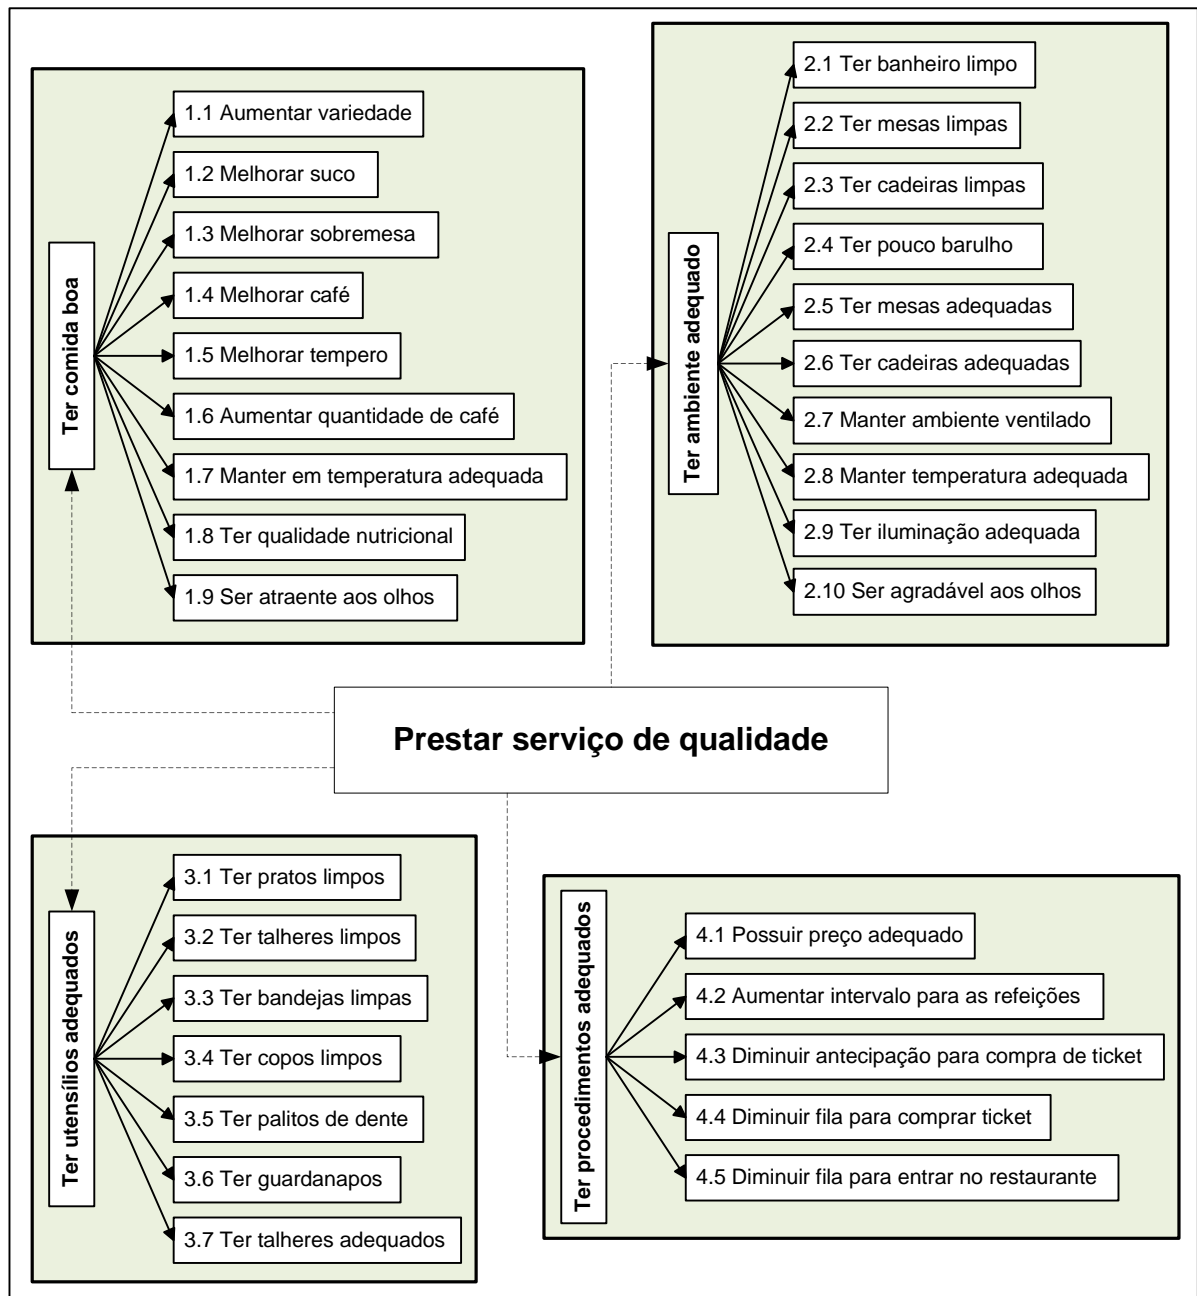 Ter comida boa
1.1 Aumentar variedade
1.2 Melhorar suco
1.3 Melhorar sobremesa
1.4 Melhorar café
1.5 Melhorar tempero
1.6 Aumentar quantidade de café
1.7 Manter em temperatura adequada
1.8 Ter qualidade nutricional
1.9 Ser atraente aos olhos
Ter ambiente adequado
2.1 Ter banheiro limpo
2.2 Ter mesas limpas
2.3 Ter cadeiras limpas
2.4 Ter pouco barulho
2.5 Ter mesas adequadas
2.6 Ter cadeiras adequadas
2.7 Manter ambiente ventilado
2.8 Manter temperatura adequada
2.9 Ter iluminação adequada
2.10 Ser agradável aos olhos
Prestar serviço de qualidade
Ter utensílios adequados
3.1 Ter pratos limpos
3.2 Ter talheres limpos
3.3 Ter bandejas limpas
3.4 Ter copos limpos
3.5 Ter palitos de dente
3.6 Ter guardanapos
3.7 Ter talheres adequados
Ter procedimentos adequados
4.1 Possuir preço adequado
4.2 Aumentar intervalo para as refeições
4.3 Diminuir antecipação para compra de ticket
4.4 Diminuir fila para comprar ticket
4.5 Diminuir fila para entrar no restaurante